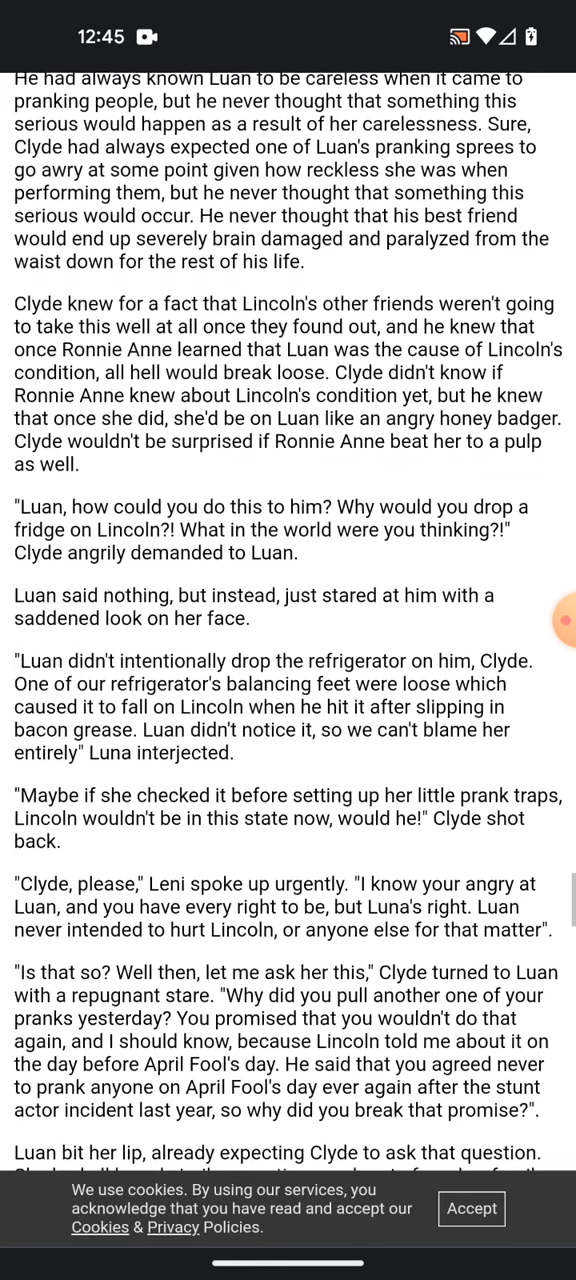 12:45
He had always known Luan to be careless when it came to
pranking people, but he never thought that something this
serious would happen as a result of her carelessness. Sure,
Clyde had always expected one of Luan's pranking sprees to
go awry at some point given how reckless she was when
performing them, but he never thought that something this
serious would occur. He never thought that his best friend
would end up severely brain damaged and paralyzed from the
waist down for the rest of his life.
Clyde knew for a fact that Lincoln's other friends weren't going
to take this well at all once they found out, and he knew that
once Ronnie Anne learned that Luan was the cause of Lincoln's
condition, all hell would break loose. Clyde didn't know if
Ronnie Anne knew about Lincoln's condition yet, but he knew
that once she did, she'd be on Luan like an angry honey badger.
Clyde wouldn't be surprised if Ronnie Anne beat her to a pulp
as well.
"Luan, how could you do this to him? Why would you drop a
fridge on Lincoln?! What in the world were you thinking?!"
Clyde angrily demanded to Luan.
Luan said nothing, but instead, just stared at him with a
saddened look on her face.
"Luan didn't intentionally drop the refrigerator on him, Clyde.
One of our refrigerator's balancing feet were loose which
caused it to fall on Lincoln when he hit it after slipping in
bacon grease. Luan didn't notice it, so we can't blame her
entirely" Luna interjected.
"Maybe if she checked it before setting up her little prank traps,
Lincoln wouldn't be in this state now, would he!" Clyde shot
back.
"Clyde, please," Leni spoke up urgently. "I know your angry at
Luan, and you have every right to be, but Luna's right. Luan
never intended to hurt Lincoln, or anyone else for that matter".
"Is that so? Well then, let me ask her this," Clyde turned to Luan
with a repugnant stare. "Why did you pull another one of your
pranks yesterday? You promised that you wouldn't do that
again, and I should know, because Lincoln told me about it on
the day before April Fool's day. He said that you agreed never
to prank anyone on April Fool's day ever again after the stunt
actor incident last year, so why did you break that promise?".
Luan bit her lip, already expecting Clyde to ask that question.
We use cookies. By using our services, you
acknowledge that you have read and accept our
Cookies & Privacy Policies.
Accept